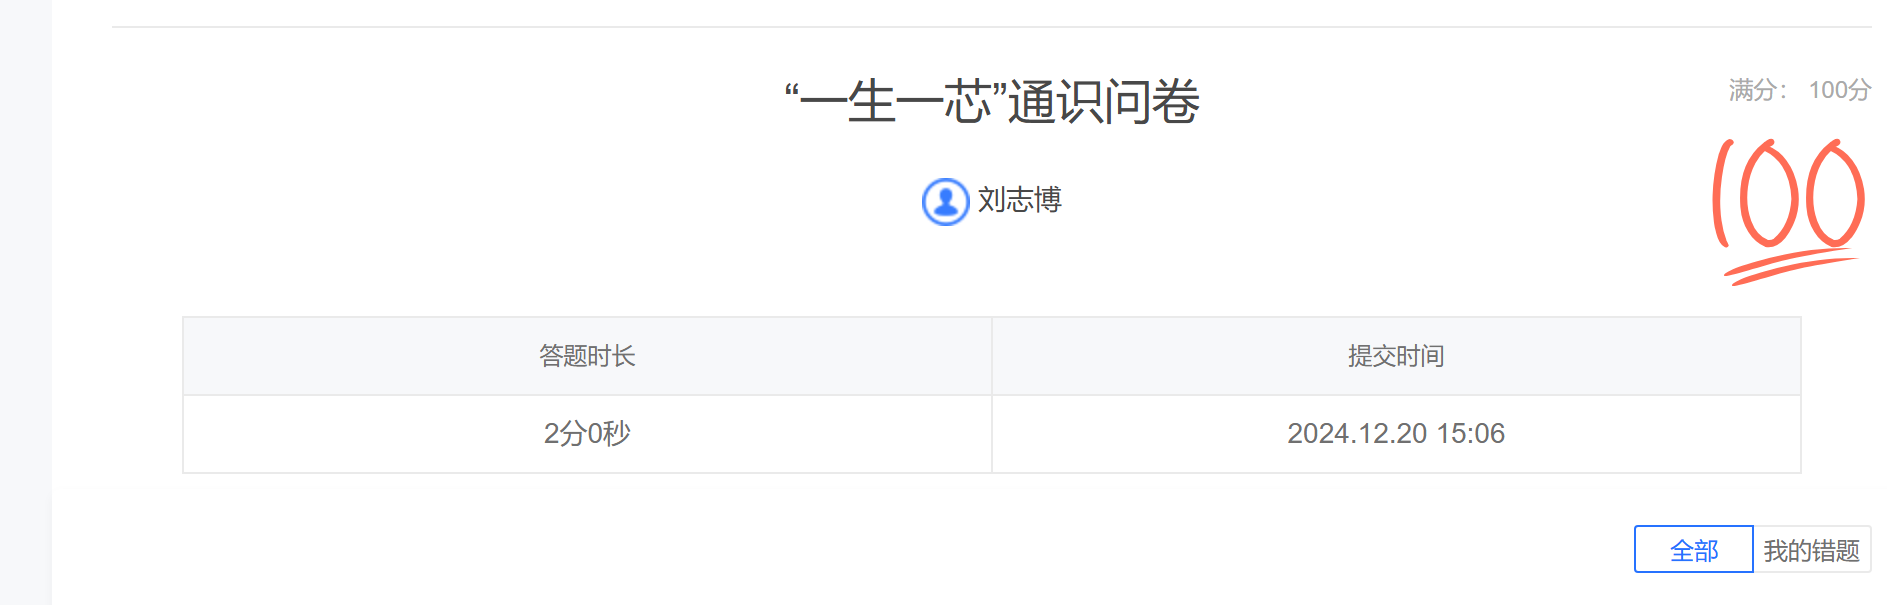 “一生一芯”通识问卷
满分： 100分
100
刘志博
答题时长 提交时间
2分0秒 2024.12.20 15:06
全部 我的错题